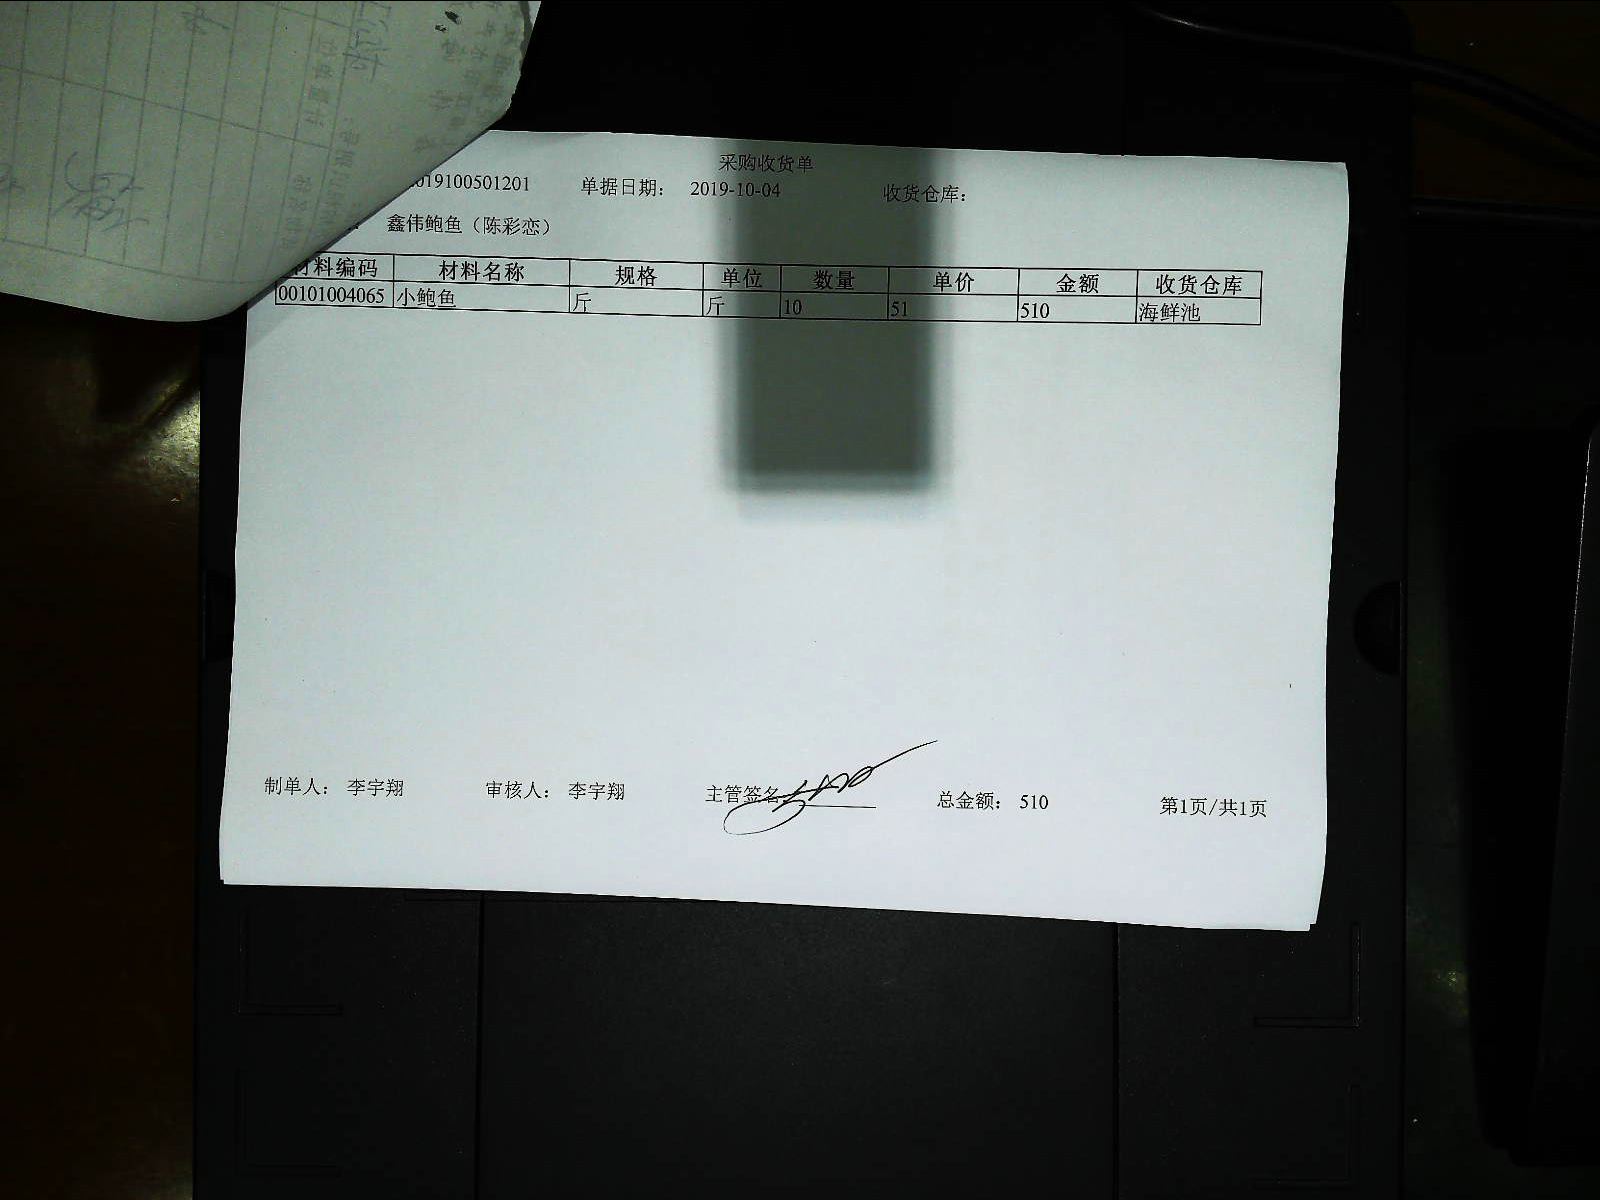 采购收货单
019100501201 单据日期： 2019-10-04 收货仓库：
鑫伟鲍鱼（陈彩恋）
材料编码 材料名称 规格 单位 数量 单价 金额 收货仓库
00101004065 小鲍鱼 斤 斤 10 51 510 海鲜池
制单人： 李宇翔 审核人： 李宇翔 主管签名 总金额： 510 第1页/共1页